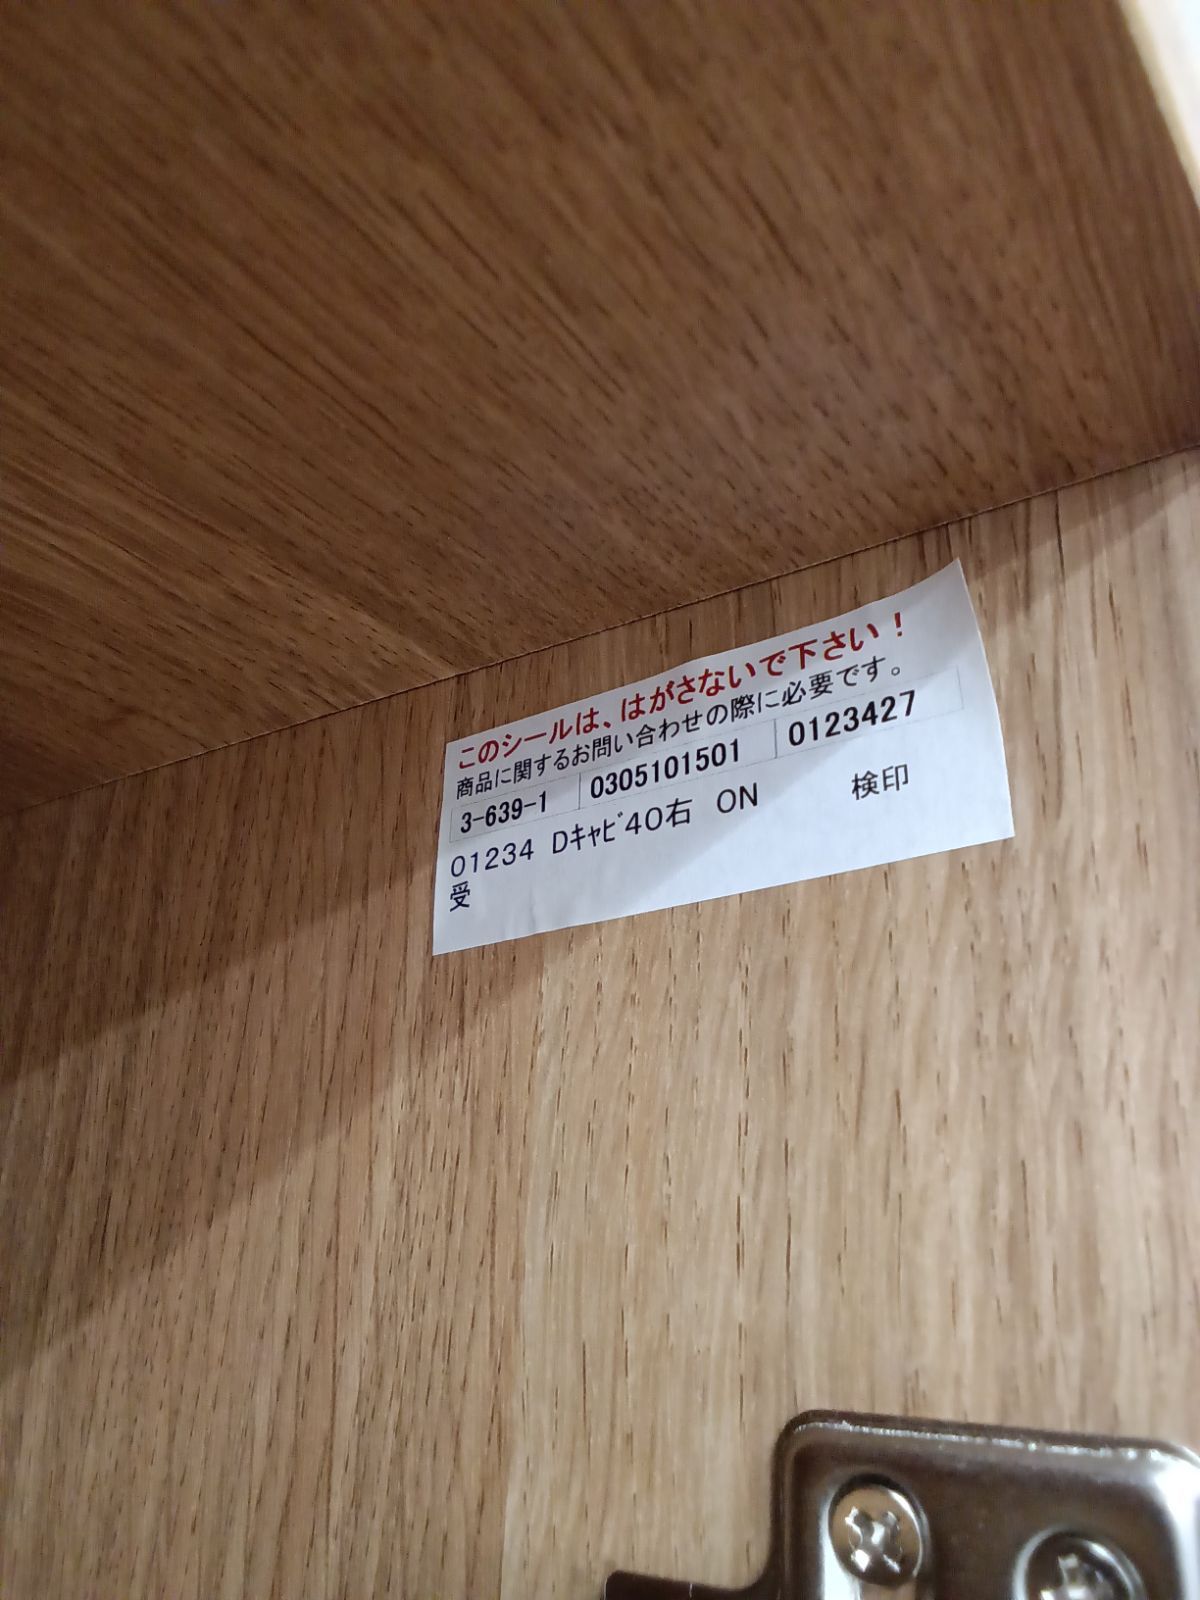 このシールは、はがさないで下さい！
商品に関するお問い合わせの際に必要です。
3-639-1 0305101501 0123427
01234 Dｷｬﾋﾞ40右 ON 検印
受